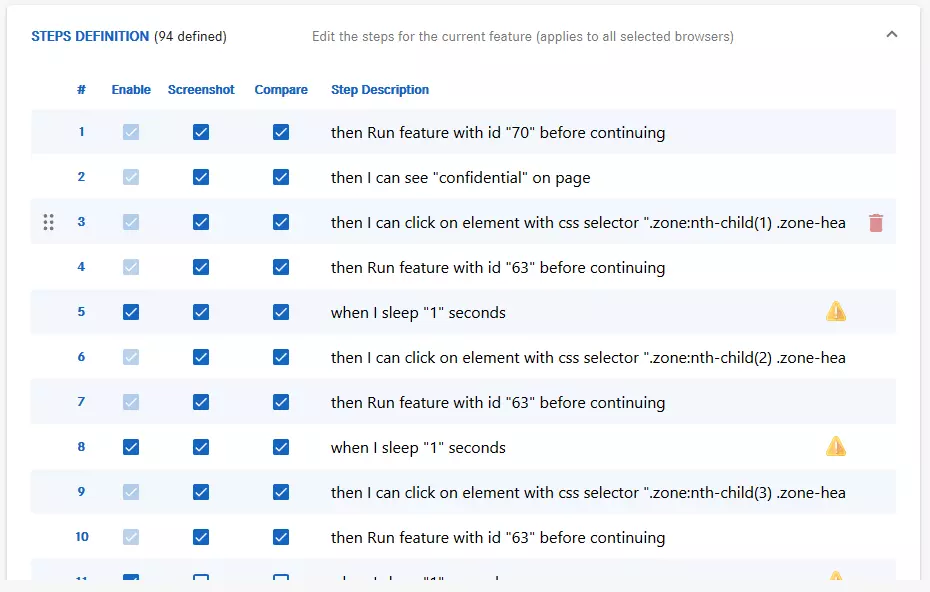 STEPS DEFINITION (94 defined) Edit the steps for the current feature (applies to all selected browsers)
# Enable Screenshot Compare Step Description
1 then Run feature with id "70" before continuing
2 then I can see "confidential" on page
3 then I can click on element with css selector ".zone:nth-child(1) .zone-hea
4 then Run feature with id "63" before continuing
5 when I sleep "1" seconds
6 then I can click on element with css selector ".zone:nth-child(2) .zone-hea
7 then Run feature with id "63" before continuing
8 when I sleep "1" seconds
9 then I can click on element with css selector ".zone:nth-child(3) .zone-hea
10 then Run feature with id "63" before continuing
11 when I sleep "1" seconds